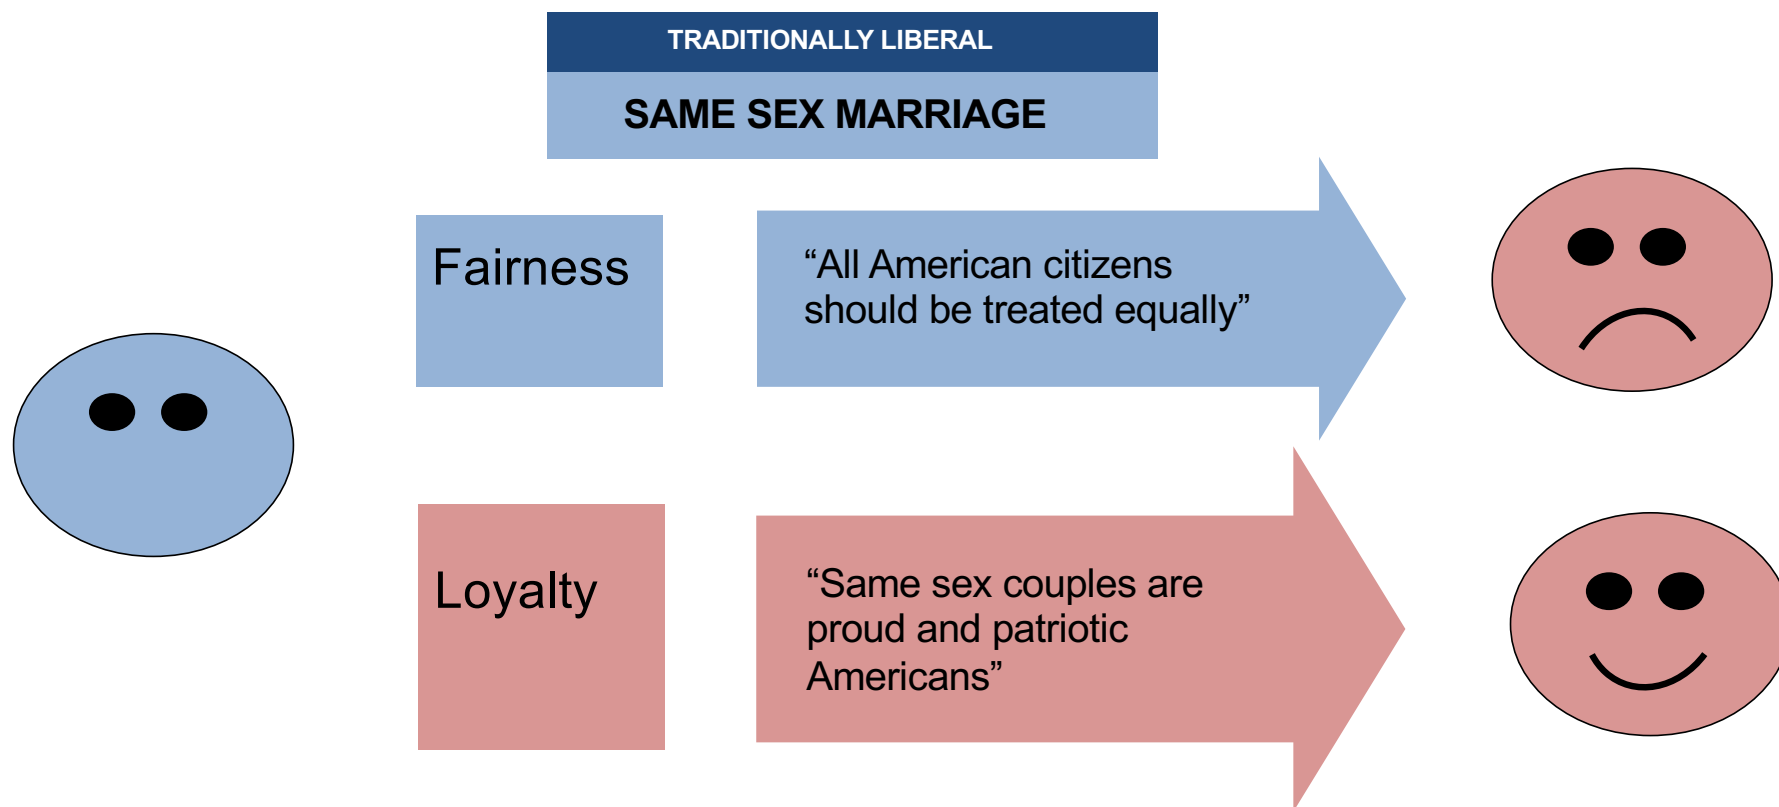 TRADITIONALLY LIBERAL
SAME SEX MARRIAGE
Fairness
“All American citizens
should be treated equally”
Loyalty
“Same sex couples are
proud and patriotic
Americans”